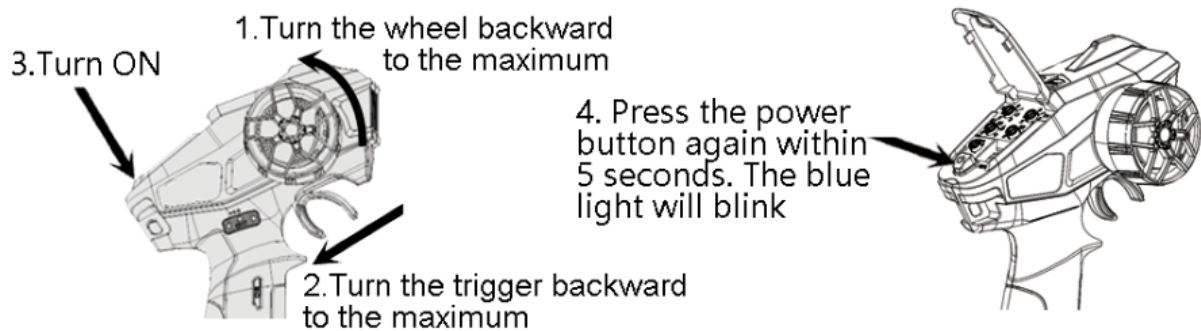 1.Turn the wheel backward
to the maximum
3.Turn ON
2.Turn the trigger backward
to the maximum
4. Press the power
button again within
5 seconds. The blue
light will blink